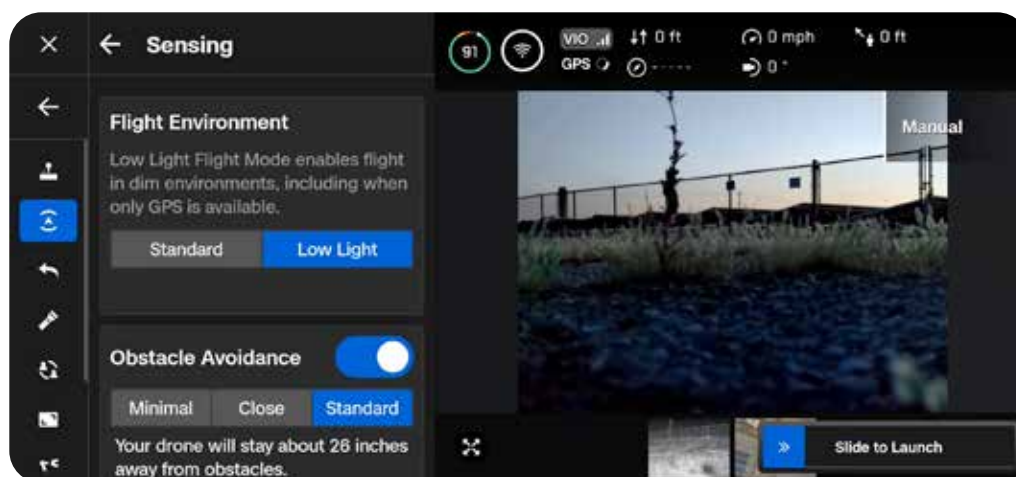 Sensing
Flight Environment
Low Light Flight Mode enables flight
in dim environments, including when
only GPS is available.
Standard
Low Light
Obstacle Avoidance
Minimal
Close
Standard
Your drone will stay about 26 inches
away from obstacles.
91
VIO
0 ft
0 mph
0 ft
GPS
-----
0°
Manual
Slide to Launch